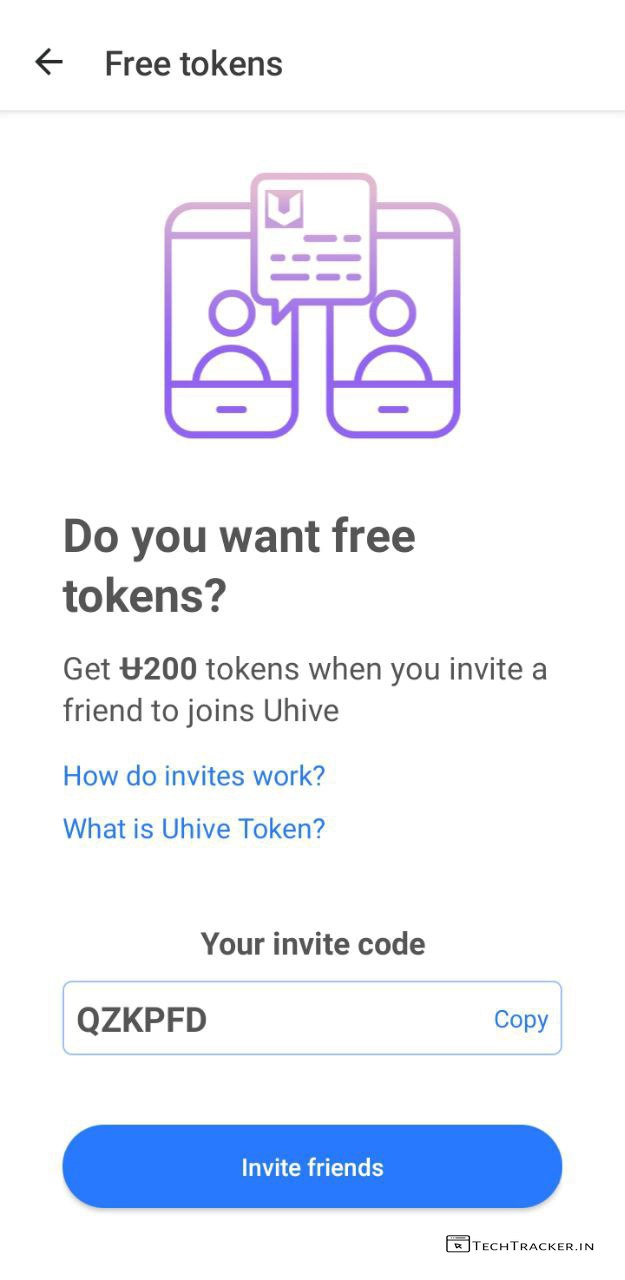 Free tokens
Do you want free
tokens?
Get Ʉ200 tokens when you invite a
friend to joins Uhive
How do invites work?
What is Uhive Token?
Your invite code
QZKPFD Copy
Invite friends
TECHTRACKER.IN